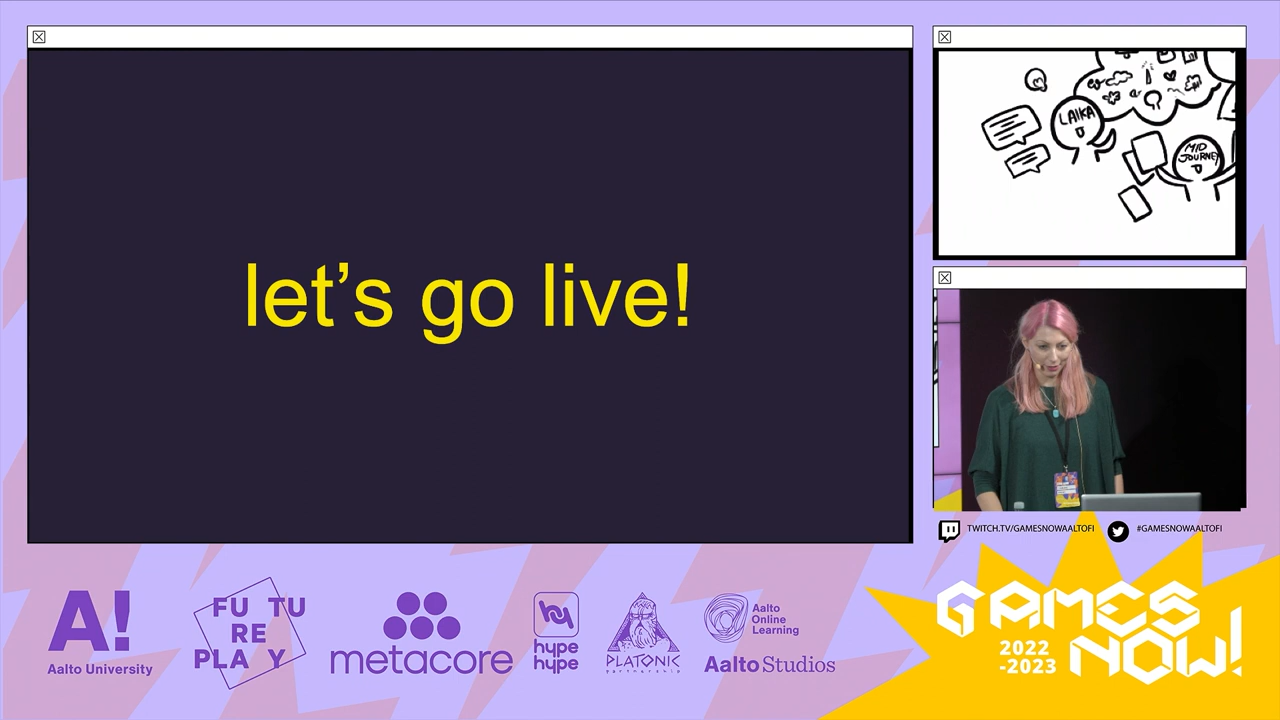 let's go live!
LAIKA
MID
JOURNEY
TWITCH.TV/GAMESNOWAALTOFI
#GAMESNOWAALTOFI
A!
Aalto University
FU TU
RE
PLA Y
metacore
hype
hype
PLATONIC
partnership
Aalto
Online
Learning
Aalto Studios
GAMES
NOW!
2022
-2023